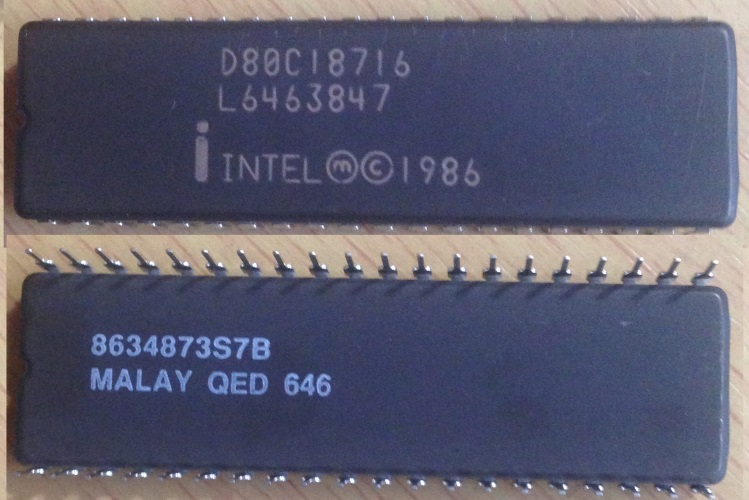 D80C18716
L6463847
i INTEL Ⓜ © 1986
8634873S7B
MALAY QED 646